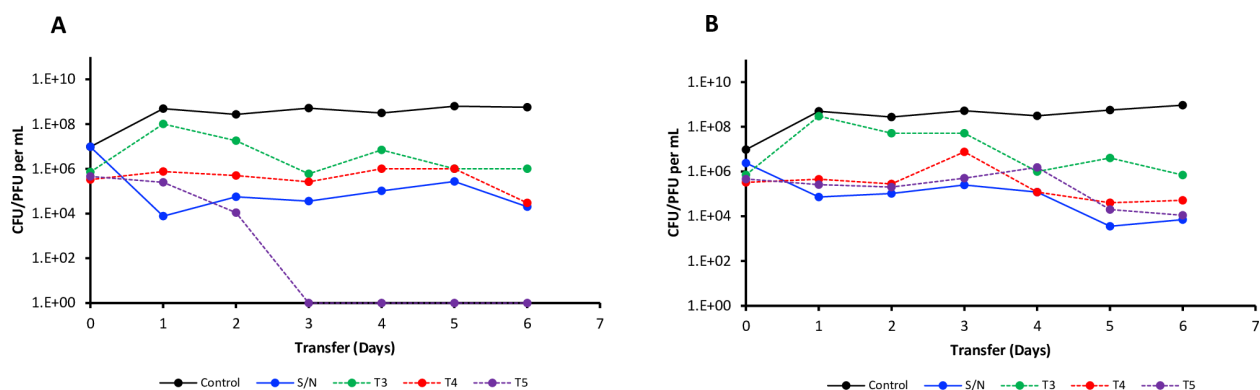 A
CFU/PFU per mL
1.E+10
1.E+08
1.E+06
1.E+04
1.E+02
1.E+00
0 1 2 3 4 5 6 7
Transfer (Days)
Control S/N T3 T4 T5
B
CFU/PFU per mL
1.E+10
1.E+08
1.E+06
1.E+04
1.E+02
1.E+00
0 1 2 3 4 5 6 7
Transfer (Days)
Control S/N T3 T4 T5